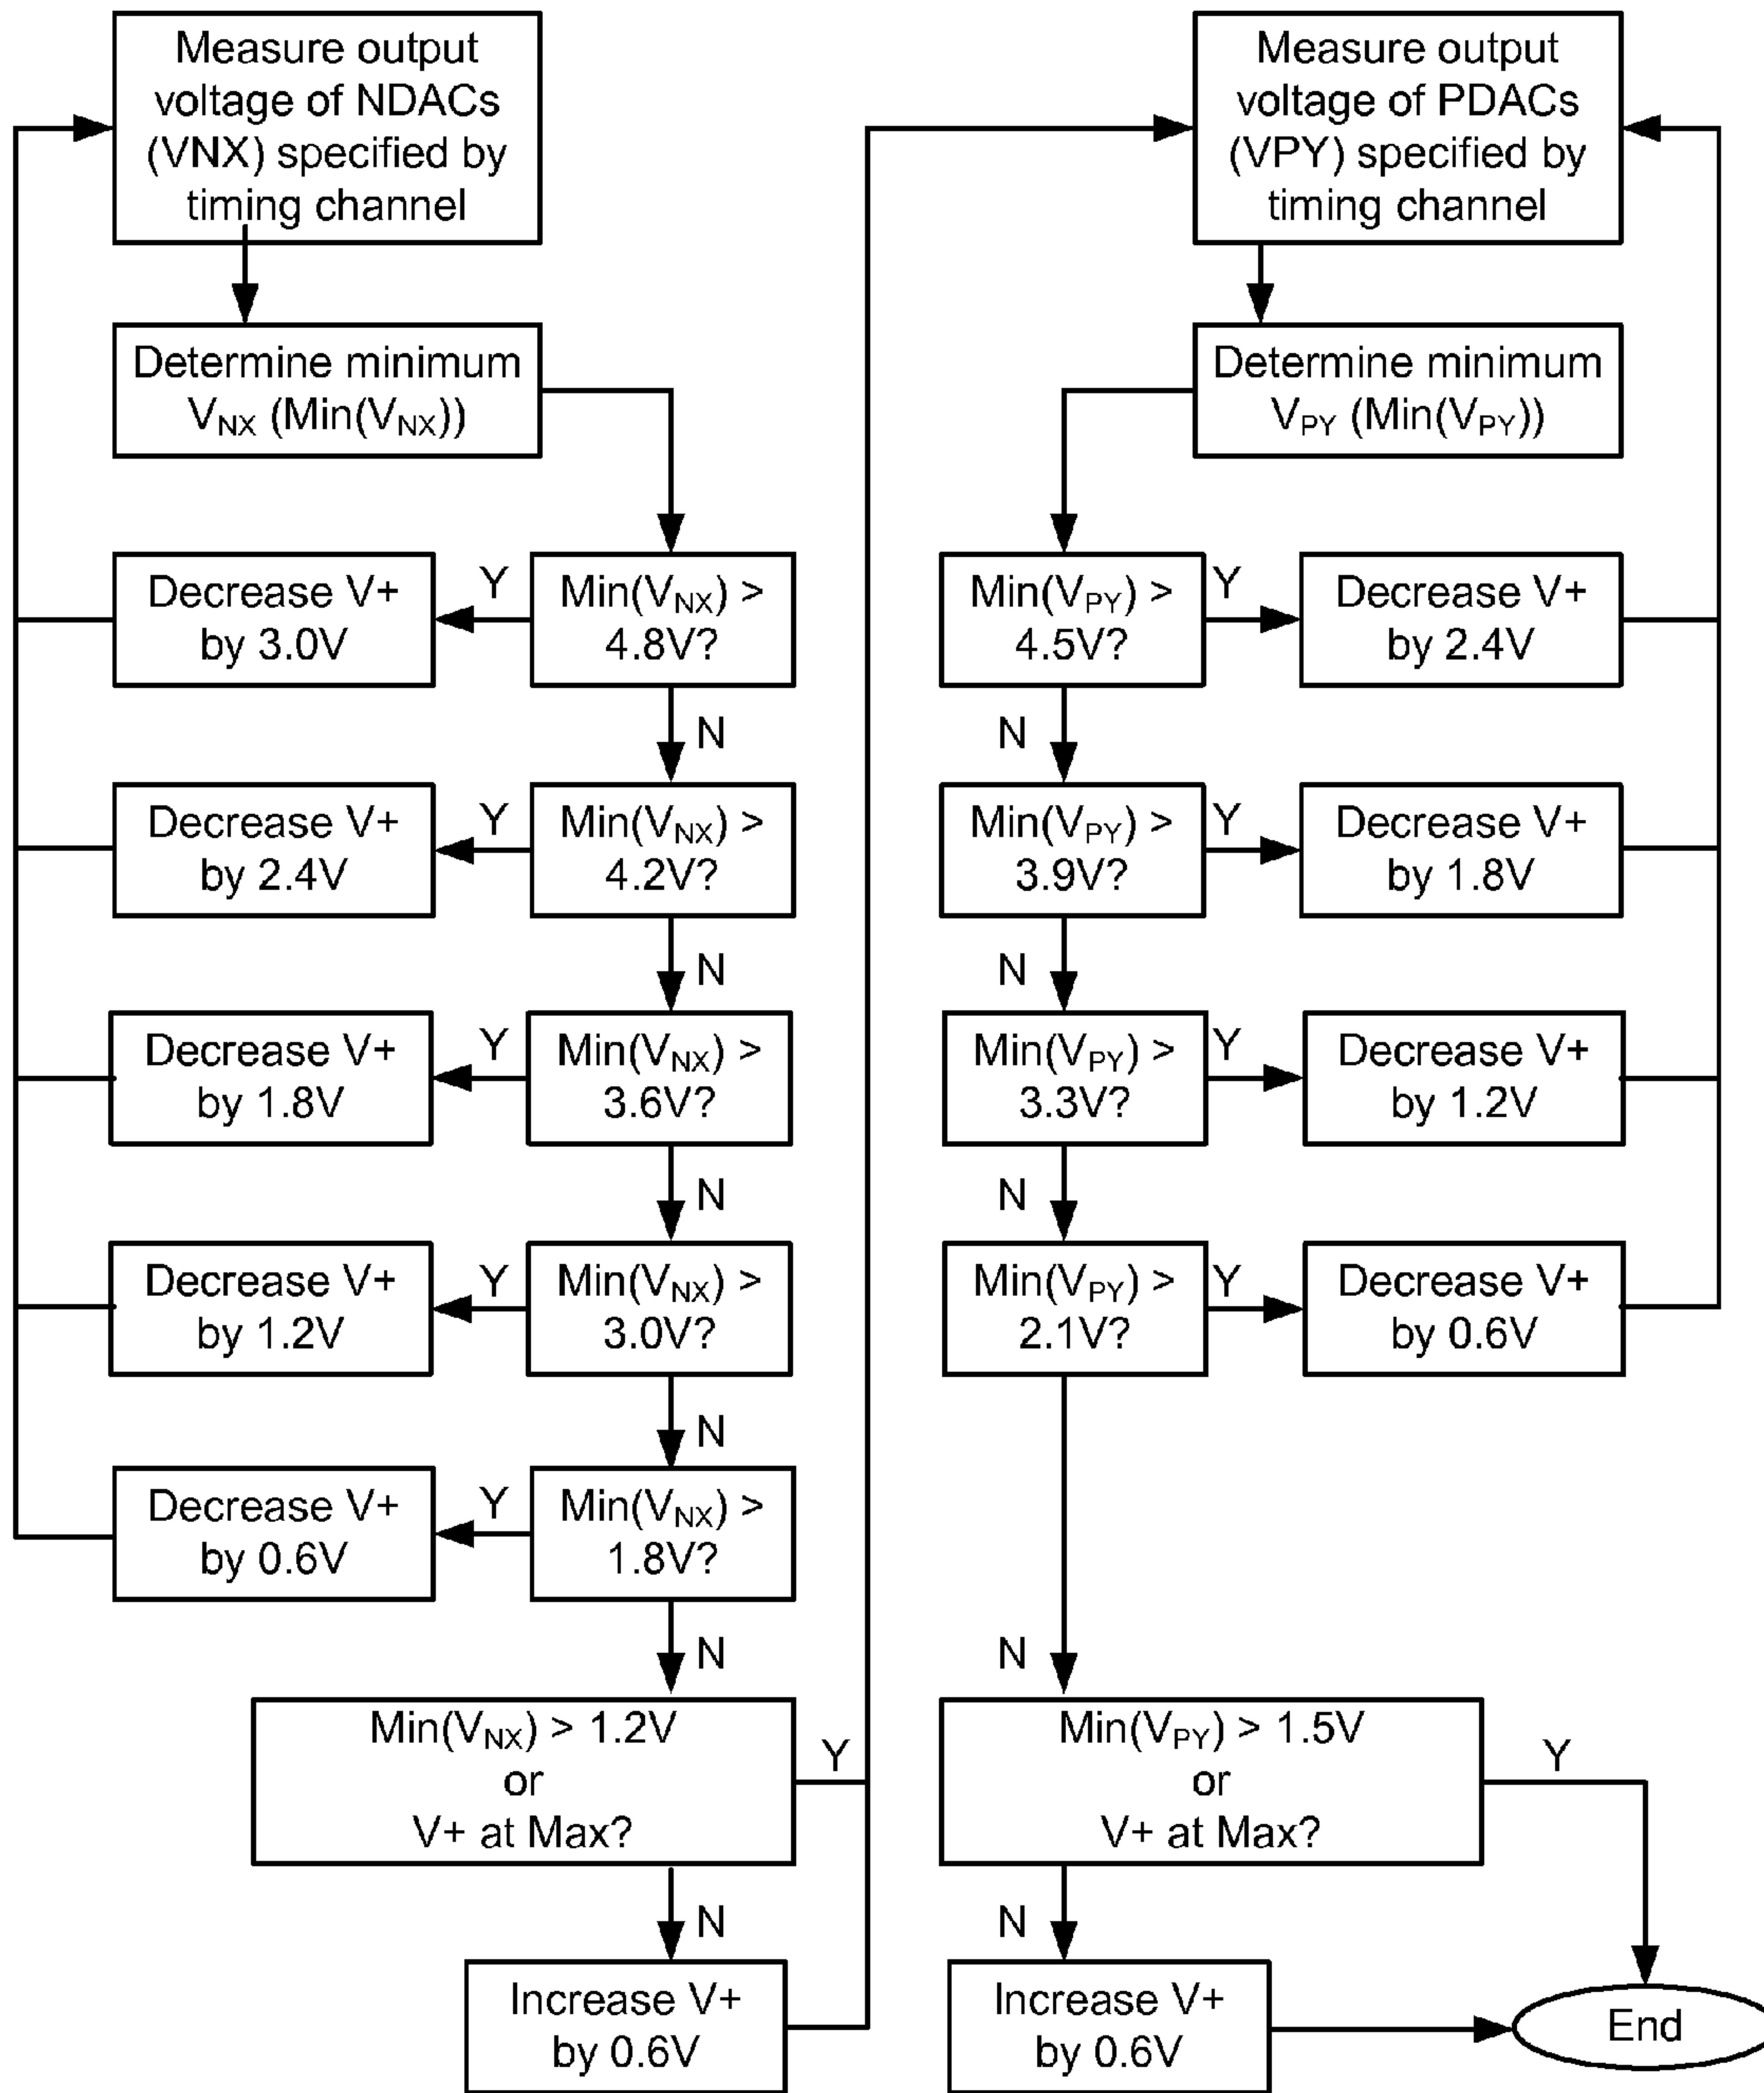 Measure output
voltage of NDACs
(VNX) specified by
timing channel
Determine minimum
VNX (Min(VNX))
Min(VNX) >
4.8V?
Y
Decrease V+
by 3.0V
N
Min(VNX) >
4.2V?
Y
Decrease V+
by 2.4V
N
Min(VNX) >
3.6V?
Y
Decrease V+
by 1.8V
N
Min(VNX) >
3.0V?
Y
Decrease V+
by 1.2V
N
Min(VNX) >
1.8V?
Y
Decrease V+
by 0.6V
N
Min(VNX) > 1.2V
or
V+ at Max?
Y
N
Increase V+
by 0.6V
Measure output
voltage of PDACs
(VPY) specified by
timing channel
Determine minimum
VPY (Min(VPY))
Min(VPY) >
4.5V?
Y
Decrease V+
by 2.4V
N
Min(VPY) >
3.9V?
Y
Decrease V+
by 1.8V
N
Min(VPY) >
3.3V?
Y
Decrease V+
by 1.2V
N
Min(VPY) >
2.1V?
Y
Decrease V+
by 0.6V
N
Min(VPY) > 1.5V
or
V+ at Max?
Y
N
Increase V+
by 0.6V
End